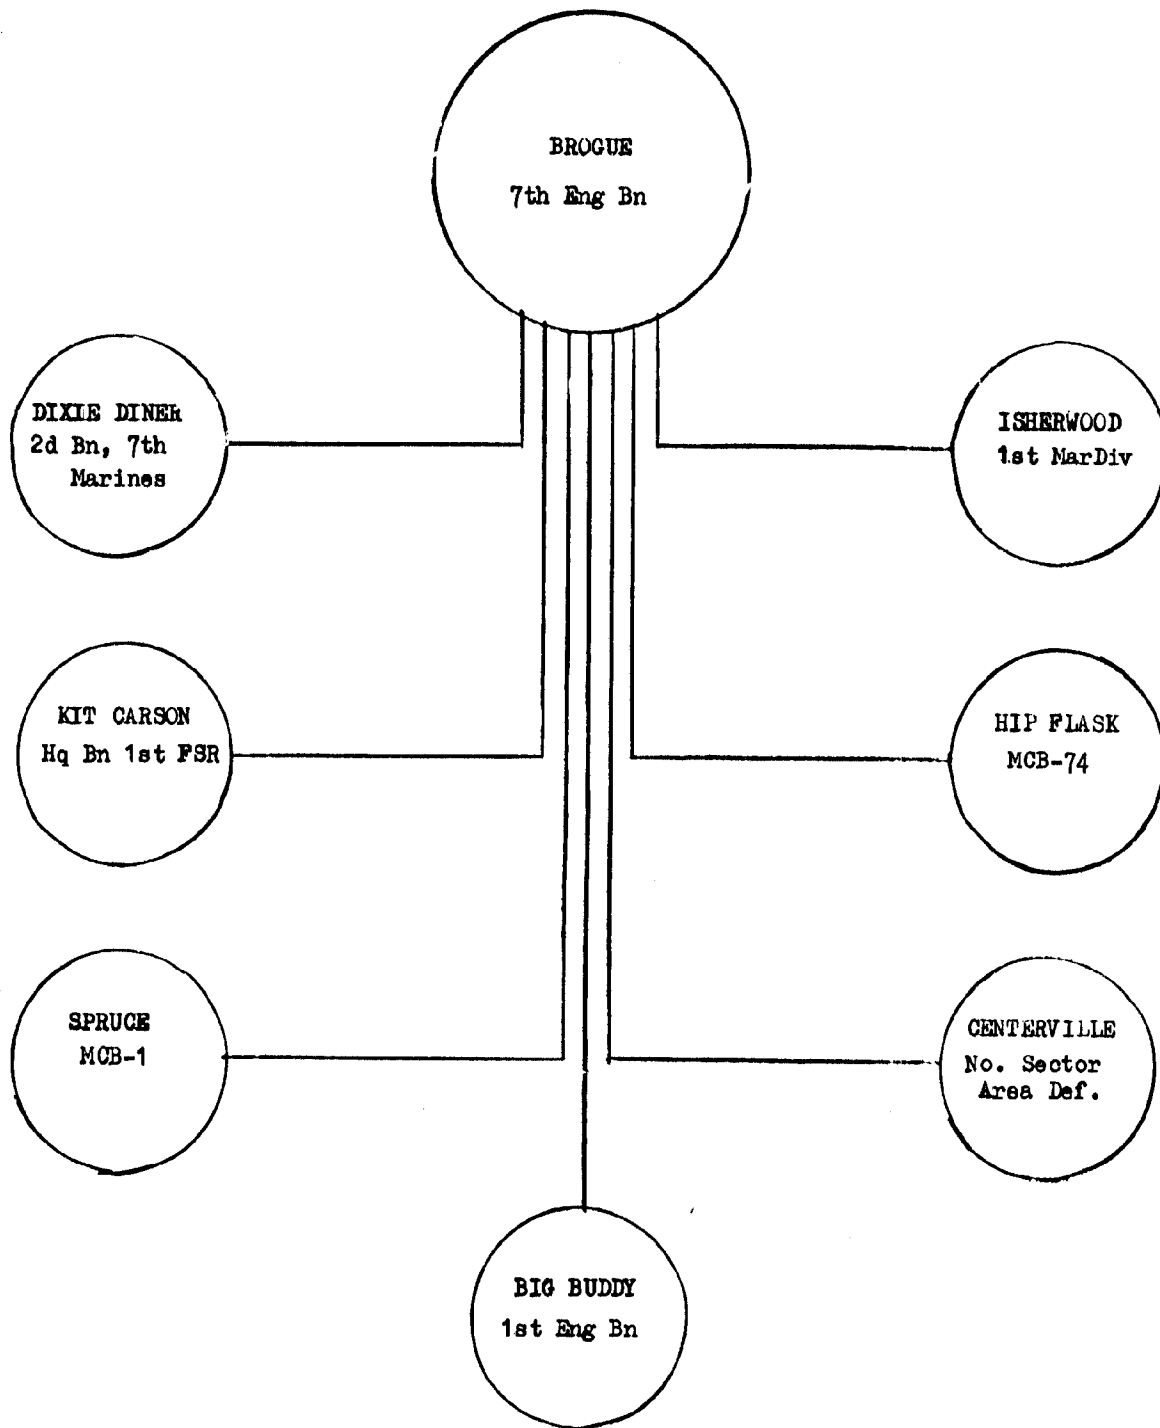 BROGUE
7th Eng Bn
DIXIE DINER
2d Bn, 7th
Marines
ISHERWOOD
1st MarDiv
KIT CARSON
Hq Bn 1st FSR
HIP FLASK
MCB-74
SPRUCE
MCB-1
CENTERVILLE
No. Sector
Area Def.
BIG BUDDY
1st Eng Bn